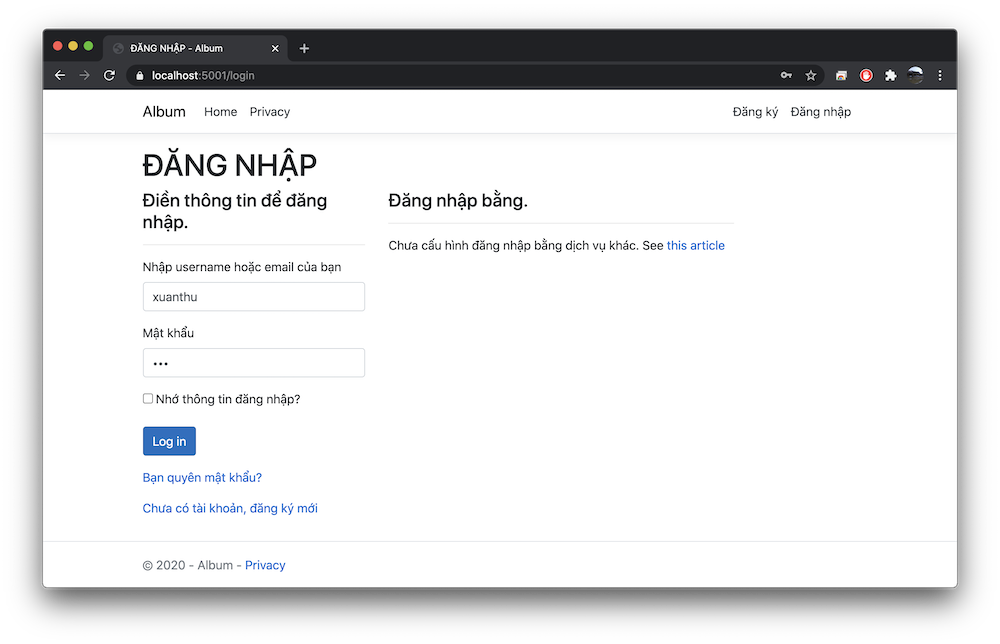 ĐĂNG NHẬP - Album
localhost:5001/login
Album Home Privacy Đăng ký Đăng nhập
ĐĂNG NHẬP
Điền thông tin để đăng
nhập.
Đăng nhập bằng.
Chưa cấu hình đăng nhập bằng dịch vụ khác. See this article
Nhập username hoặc email của bạn
xuanthu
Mật khẩu
•••
Nhớ thông tin đăng nhập?
Log in
Bạn quyên mật khẩu?
Chưa có tài khoản, đăng ký mới
© 2020 - Album - Privacy